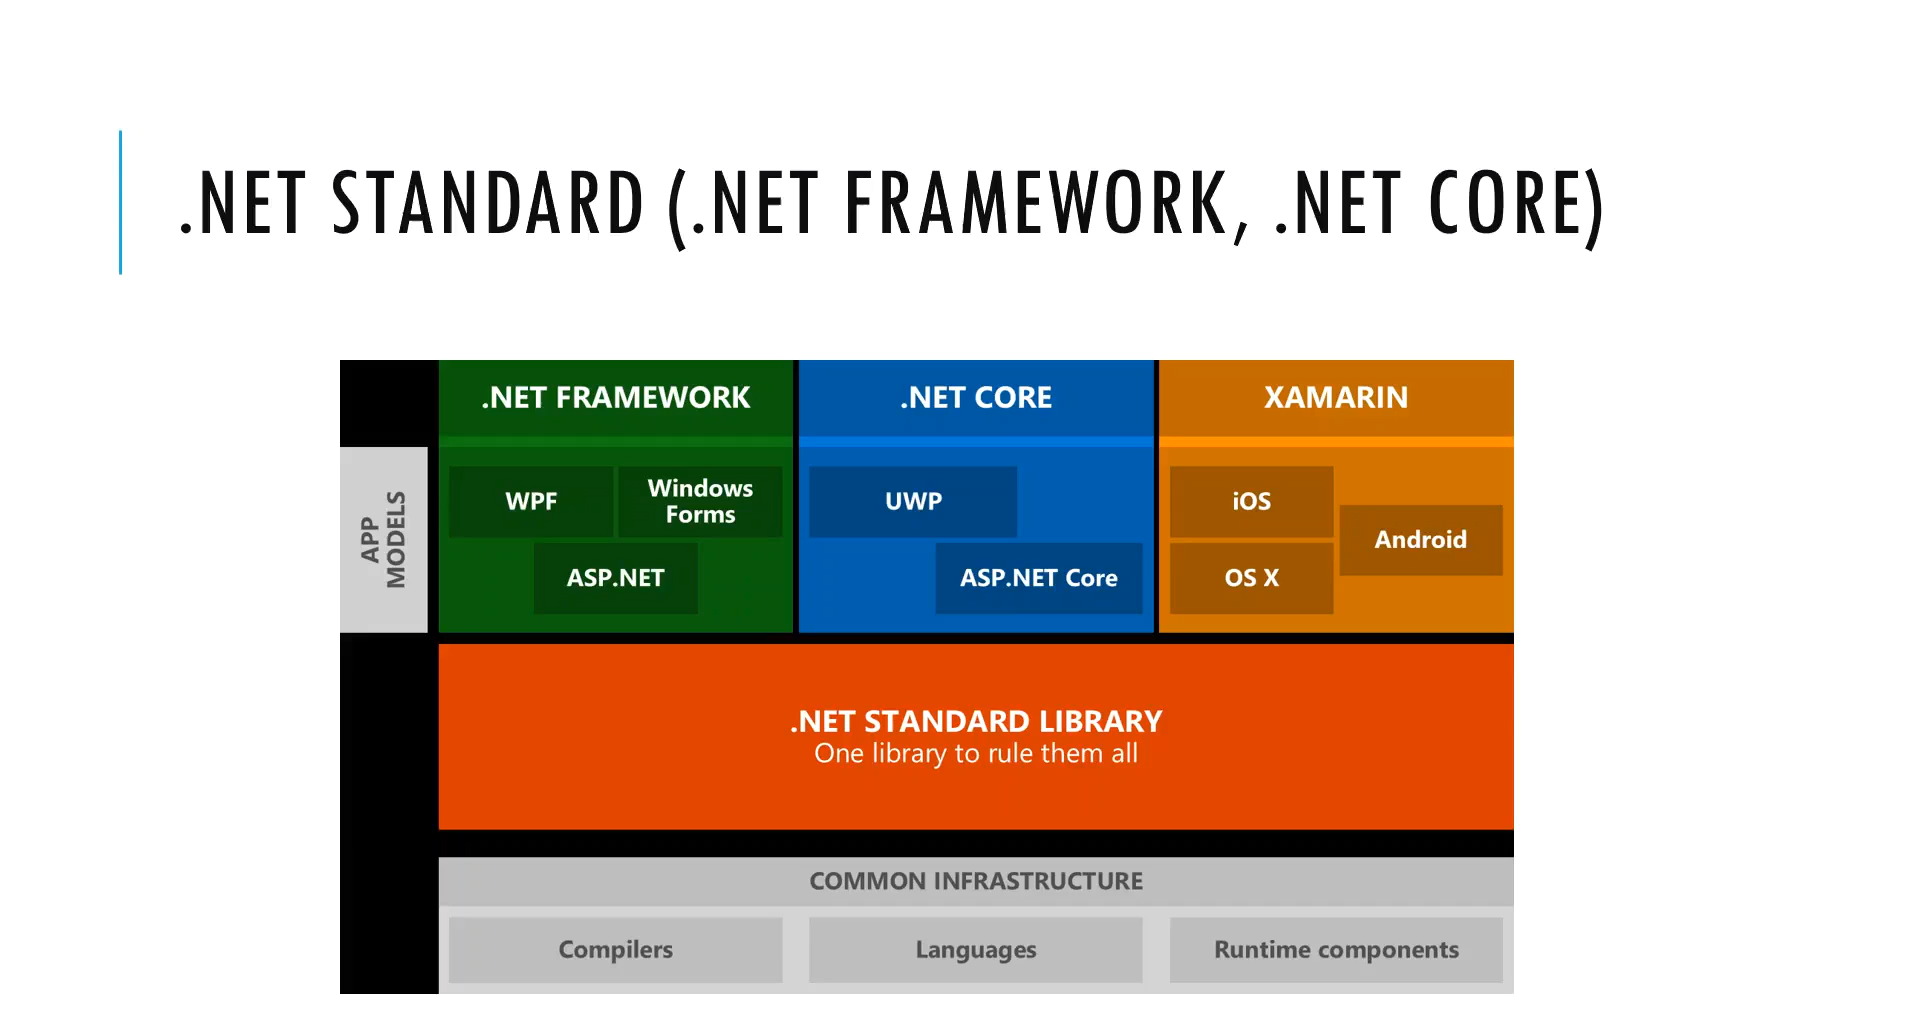 .NET STANDARD (.NET FRAMEWORK, .NET CORE)
.NET FRAMEWORK
.NET CORE
XAMARIN
APP
MODELS
WPF
Windows
Forms
ASP.NET
UWP
ASP.NET Core
iOS
Android
OS X
.NET STANDARD LIBRARY
One library to rule them all
COMMON INFRASTRUCTURE
Compilers
Languages
Runtime components